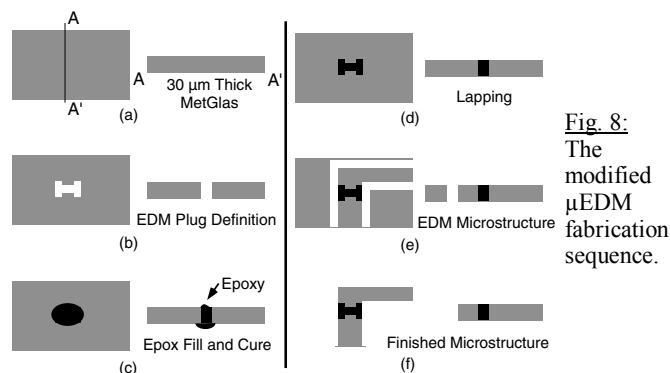 A
A'
(a)
A
30 µm Thick
MetGlas
A'
EDM Plug Definition
(b)
Epoxy
Epox Fill and Cure
(c)
Lapping
(d)
EDM Microstructure
(e)
Finished Microstructure
(f)
Fig. 8:
The
modified
µEDM
fabrication
sequence.